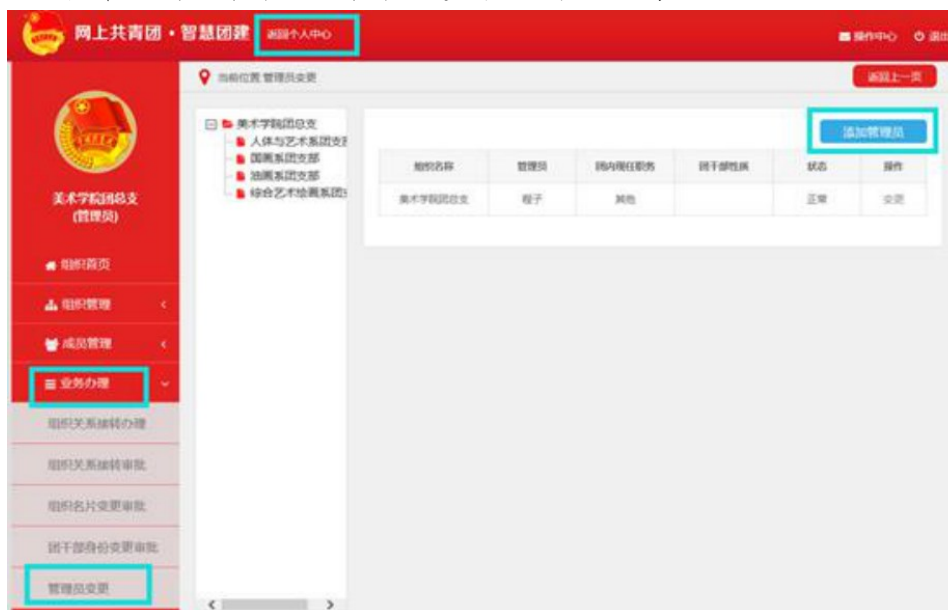 网上共青团·智慧团建 返回个人中心 操作中心 退出
当前位置 管理员变更 返回上一页
美术学院团总支
(管理员)
组织首页
组织管理
成员管理
业务办理
组织关系接转办理
组织关系接转审批
组织名片变更审批
团干部身份变更审批
管理员变更
美术学院团总支
人体与艺术系团支部
国画系团支部
油画系团支部
综合艺术绘画系团
添加管理员
组织名称 管理员 团内现任职务 团干部性质 状态 操作
美术学院团总支 程子 其他 正常 变更